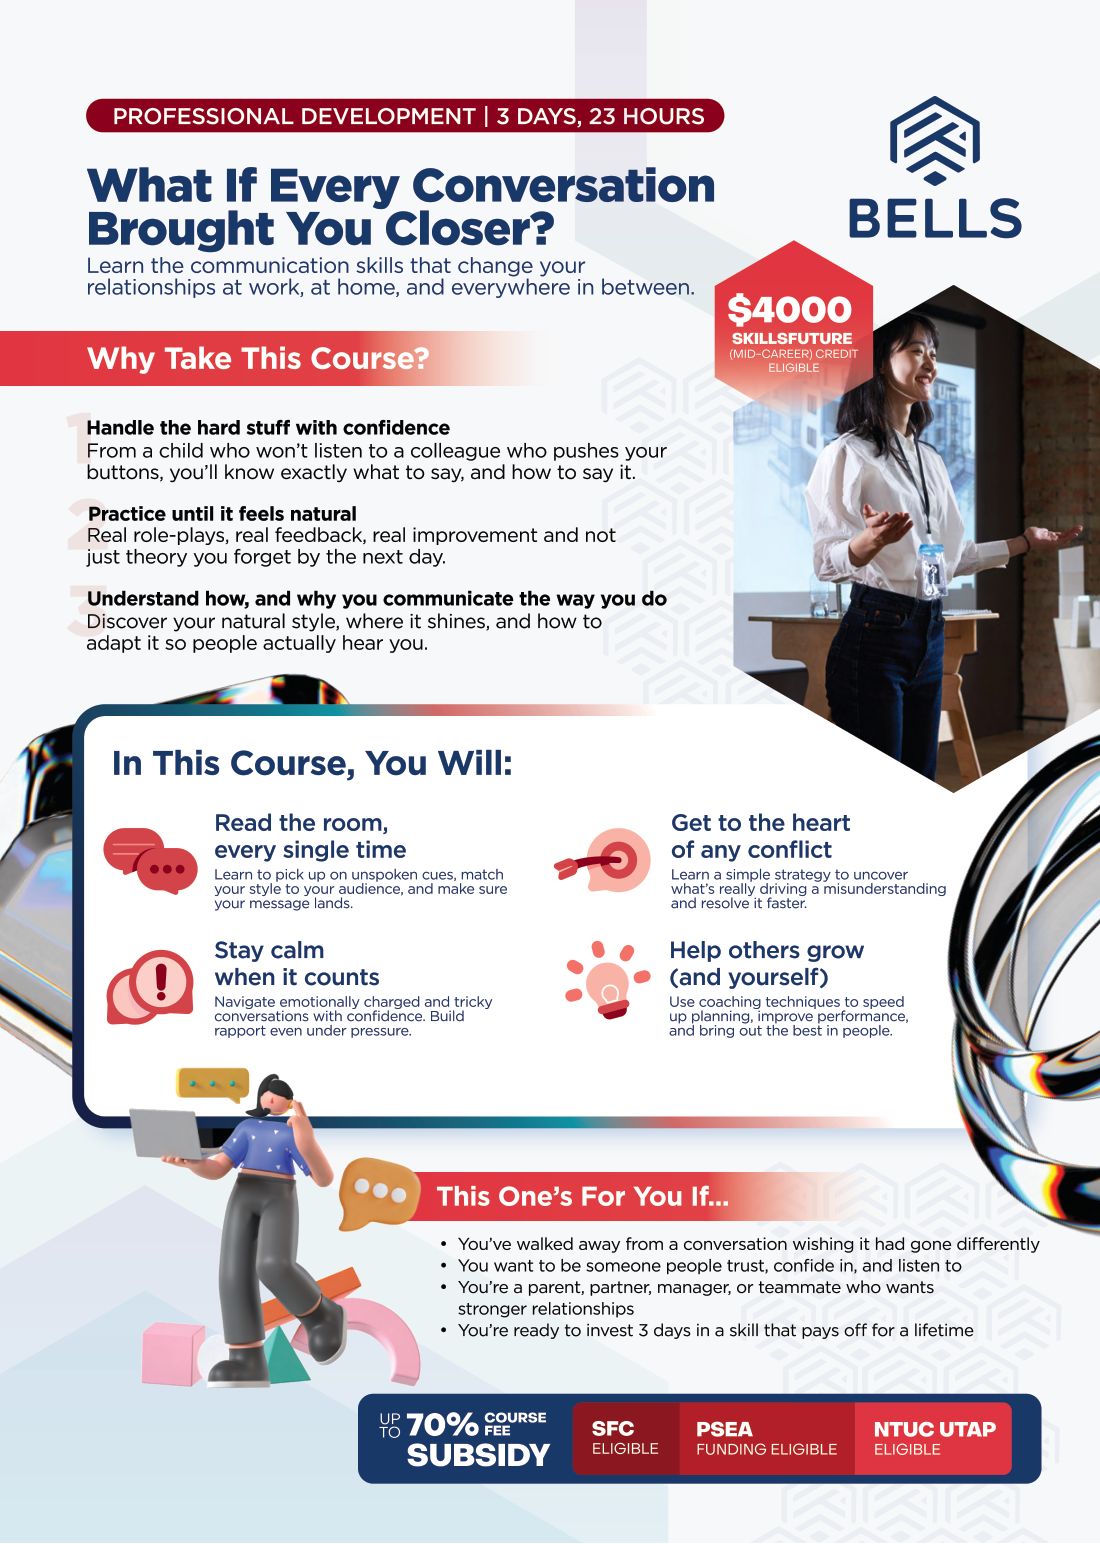 PROFESSIONAL DEVELOPMENT | 3 DAYS, 23 HOURS
BELLS
What If Every Conversation
Brought You Closer?
Learn the communication skills that change your
relationships at work, at home, and everywhere in between.
$4000
SKILLSFUTURE
(MID-CAREER) CREDIT
ELIGIBLE
Why Take This Course?
1
Handle the hard stuff with confidence
From a child who won't listen to a colleague who pushes your
buttons, you'll know exactly what to say, and how to say it.
2
Practice until it feels natural
Real role-plays, real feedback, real improvement and not
just theory you forget by the next day.
3
Understand how, and why you communicate the way you do
Discover your natural style, where it shines, and how to
adapt it so people actually hear you.
In This Course, You Will:
Read the room,
every single time
Learn to pick up on unspoken cues, match
your style to your audience, and make sure
your message lands.
Get to the heart
of any conflict
Learn a simple strategy to uncover
what's really driving a misunderstanding
and resolve it faster.
Stay calm
when it counts
Navigate emotionally charged and tricky
conversations with confidence. Build
rapport even under pressure.
Help others grow
(and yourself)
Use coaching techniques to speed
up planning, improve performance,
and bring out the best in people.
This One's For You If...
• You've walked away from a conversation wishing it had gone differently
• You want to be someone people trust, confide in, and listen to
• You're a parent, partner, manager, or teammate who wants
stronger relationships
• You're ready to invest 3 days in a skill that pays off for a lifetime
UP TO 70% COURSE FEE
SUBSIDY
SFC
ELIGIBLE
PSEA
FUNDING ELIGIBLE
NTUC UTAP
ELIGIBLE